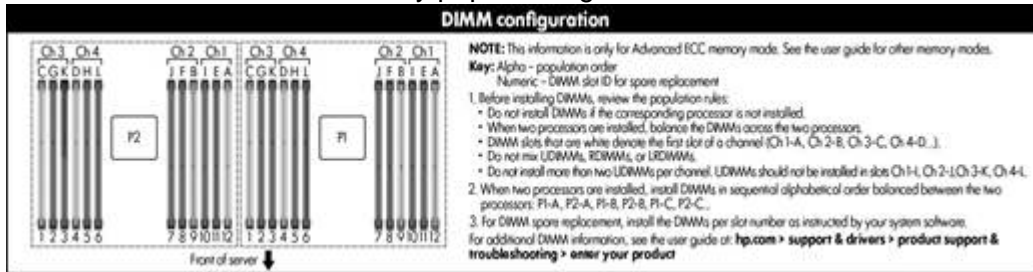 DIMM configuration
Ch 3 Ch 4 Ch 2 Ch 1 Ch 3 Ch 4 Ch 2 Ch 1
C G K D H L J F B I E A C G K D H L J F B I E A
P2 P1
1 2 3 4 5 6 7 8 9 10 11 12 1 2 3 4 5 6 7 8 9 10 11 12
Front of server
NOTE: This information is only for Advanced ECC memory mode. See the user guide for other memory modes.
Key: Alpha - population order
Numeric - DIMM slot ID for spare replacement
1. Before installing DIMMs, review the population rules:
• Do not install DIMMs if the corresponding processor is not installed.
• When two processors are installed, balance the DIMMs across the two processors.
• DIMM slots that are white denote the first slot of a channel (Ch 1-A, Ch 2-B, Ch 3-C, Ch 4-D...).
• Do not mix UDIMMs, RDIMMs, or LRDIMMs.
• Do not install more than two UDIMMs per channel. UDIMMs should not be installed in slots Ch 1-I, Ch 2-J,Ch 3-K, Ch 4-L.
2. When two processors are installed, install DIMMs in sequential alphabetical order balanced between the two
processors: P1-A, P2-A, P1-B, P2-B, P1-C, P2-C...
3. For DIMM spare replacement, install the DIMMs per slot number as instructed by your system software.
For additional DIMM information, see the user guide at: hp.com > support & drivers > product support &
troubleshooting > enter your product